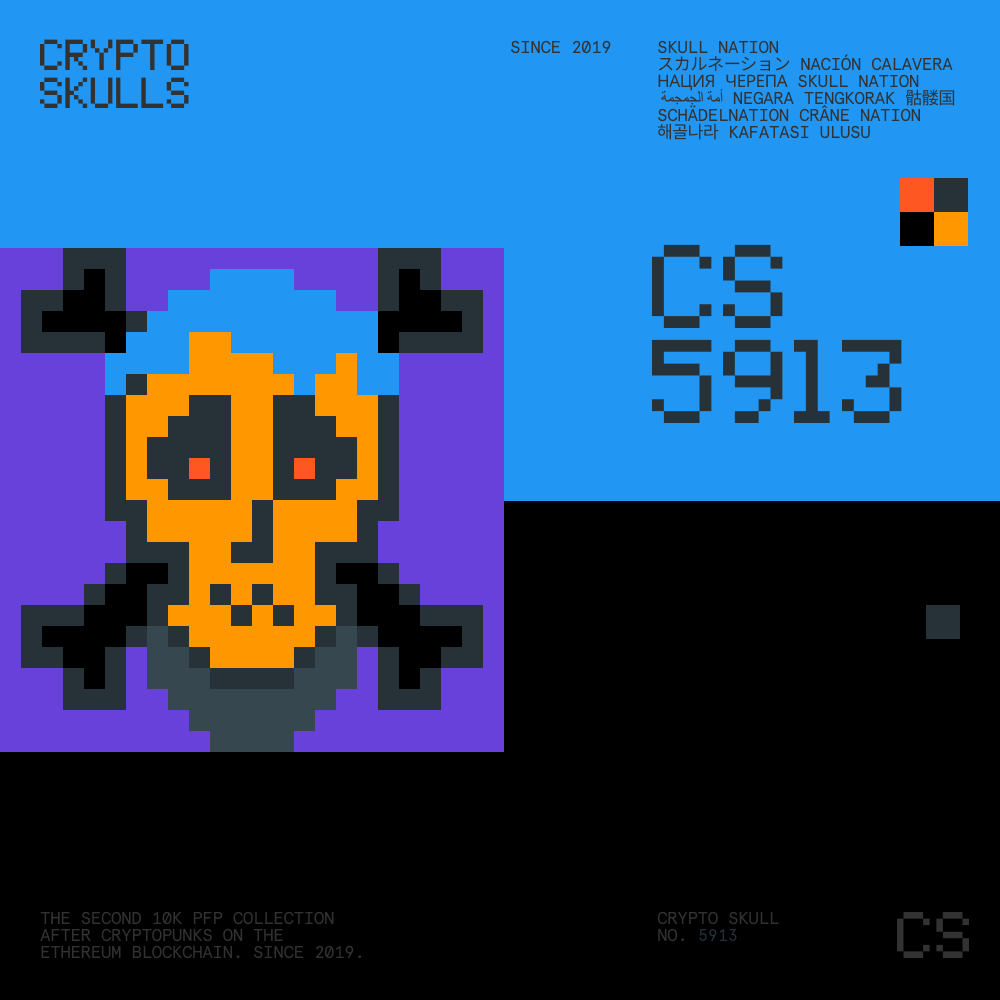 CRYPTO
SKULLS
SINCE 2019
SKULL NATION
スカルネーション NACIÓN CALAVERA
НАЦИЯ ЧЕРЕПА SKULL NATION
أمة الجمجمة NEGARA TENGKORAK 骷髅国
SCHÄDELNATION CRÂNE NATION
해골나라 KAFATASI ULUSU
CS
5913
THE SECOND 10K PFP COLLECTION
AFTER CRYPTOPUNKS ON THE
ETHEREUM BLOCKCHAIN. SINCE 2019.
CRYPTO SKULL
NO. 5913
CS